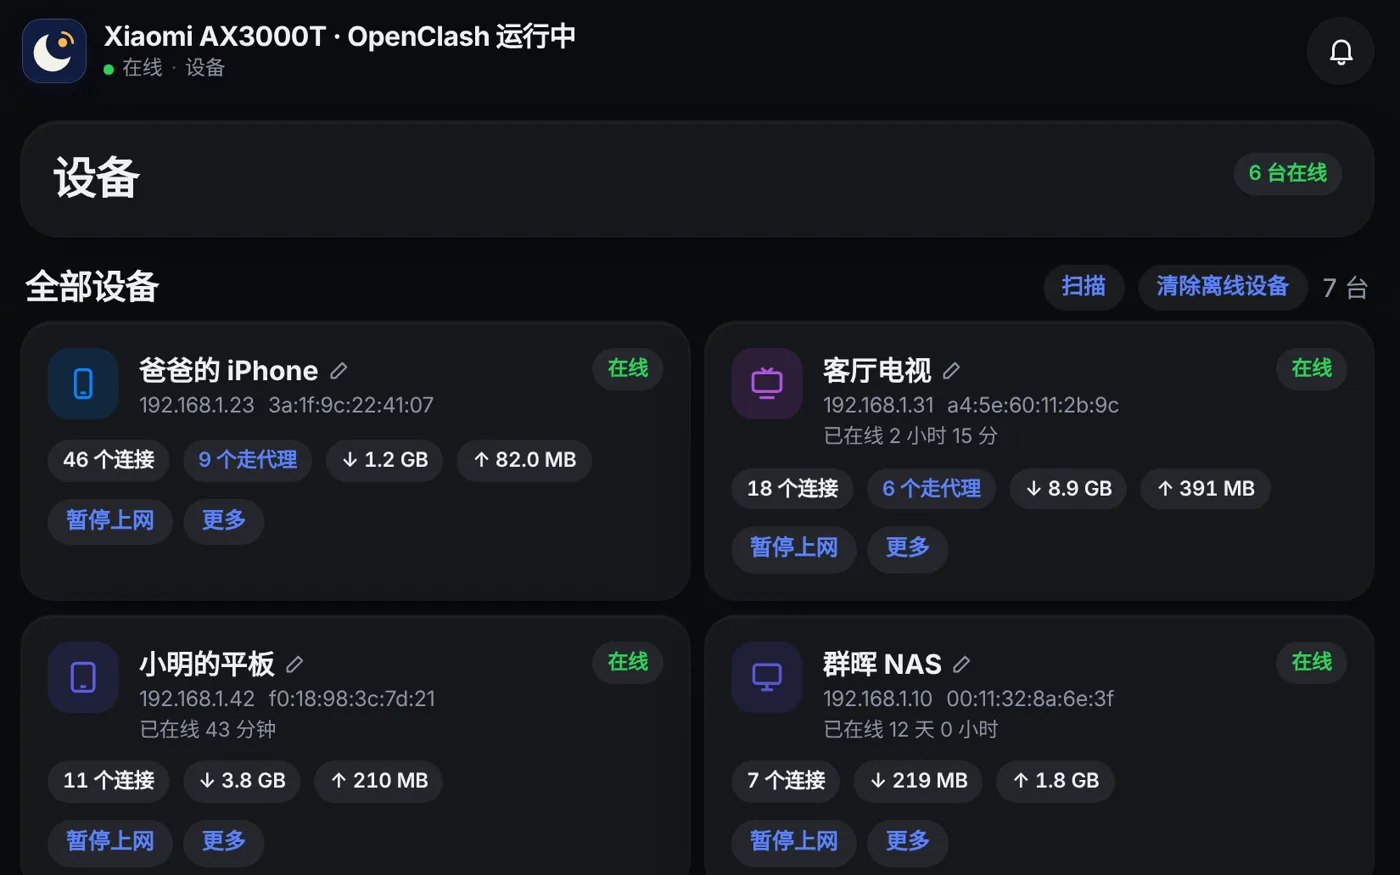 Xiaomi AX3000T · OpenClash 运行中
在线 · 设备
设备
6 台在线
全部设备
扫描 清除离线设备 7 台
爸爸的 iPhone 在线
192.168.1.23 3a:1f:9c:22:41:07
46 个连接 9 个走代理 ↓ 1.2 GB ↑ 82.0 MB
暂停上网 更多
客厅电视 在线
192.168.1.31 a4:5e:60:11:2b:9c
已在线 2 小时 15 分
18 个连接 6 个走代理 ↓ 8.9 GB ↑ 391 MB
暂停上网 更多
小明的平板 在线
192.168.1.42 f0:18:98:3c:7d:21
已在线 43 分钟
11 个连接 ↓ 3.8 GB ↑ 210 MB
暂停上网 更多
群晖 NAS 在线
192.168.1.10 00:11:32:8a:6e:3f
已在线 12 天 0 小时
7 个连接 ↓ 219 MB ↑ 1.8 GB
暂停上网 更多